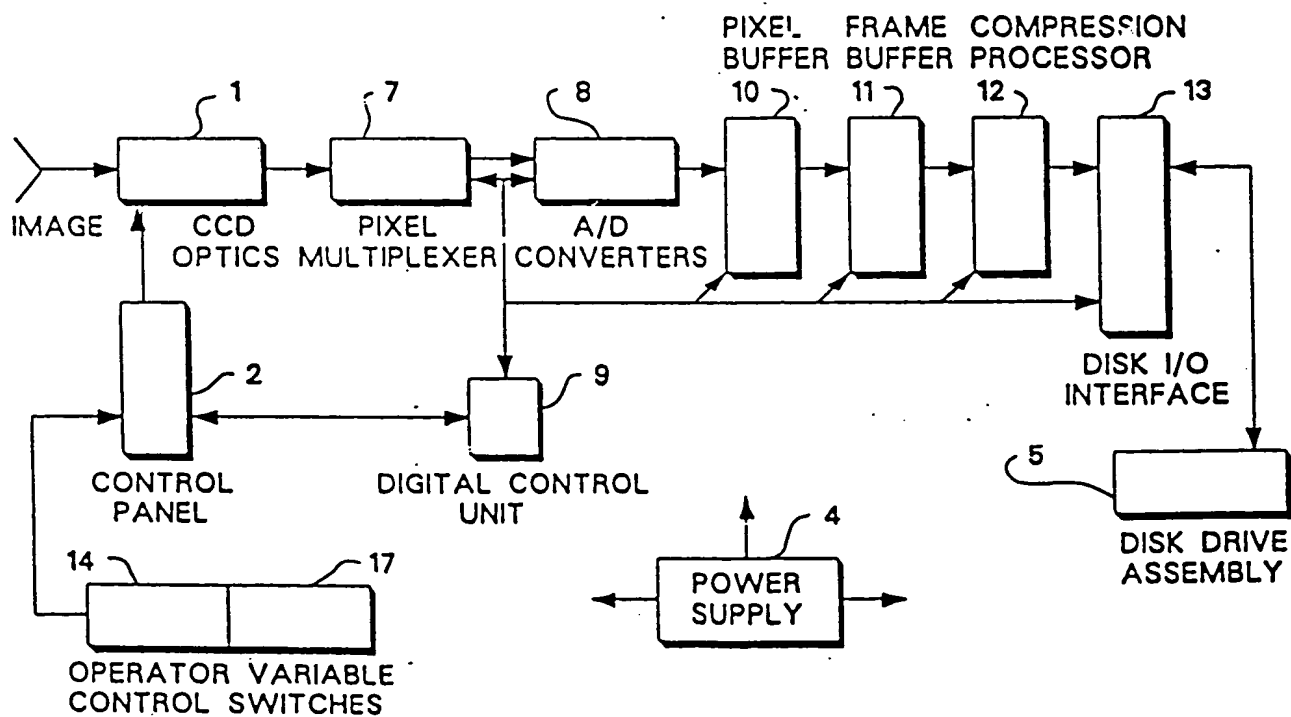 PIXEL FRAME COMPRESSION
BUFFER BUFFER PROCESSOR
1
7
8
10
11
12
13
IMAGE
CCD
OPTICS
PIXEL
MULTIPLEXER
A/D
CONVERTERS
2
9
DISK I/O
INTERFACE
CONTROL
PANEL
DIGITAL CONTROL
UNIT
5
14
17
4
POWER
SUPPLY
DISK DRIVE
ASSEMBLY
OPERATOR VARIABLE
CONTROL SWITCHES